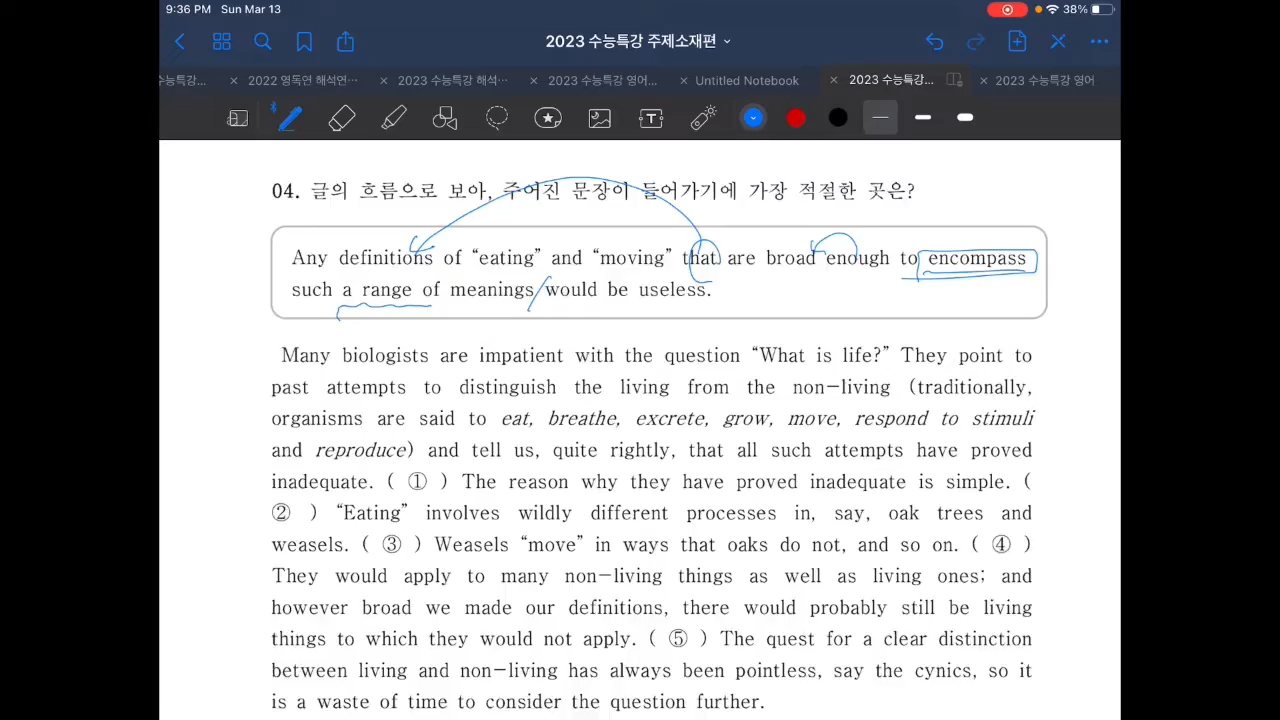 9:36 PM Sun Mar 13
38%
2023 수능특강 주제소재편
수능특강...
2022 영독연 해석연...
2023 수능특강 해석...
2023 수능특강 영어...
Untitled Notebook
2023 수능특강...
2023 수능특강 영어
04. 글의 흐름으로 보아, 주어진 문장이 들어가기에 가장 적절한 곳은?
Any definitions of “eating” and “moving” that are broad enough to encompass
such a range of meanings would be useless.
Many biologists are impatient with the question “What is life?” They point to
past attempts to distinguish the living from the non-living (traditionally,
organisms are said to eat, breathe, excrete, grow, move, respond to stimuli
and reproduce) and tell us, quite rightly, that all such attempts have proved
inadequate. ( ① ) The reason why they have proved inadequate is simple. (
② ) “Eating” involves wildly different processes in, say, oak trees and
weasels. ( ③ ) Weasels “move” in ways that oaks do not, and so on. ( ④ )
They would apply to many non-living things as well as living ones; and
however broad we made our definitions, there would probably still be living
things to which they would not apply. ( ⑤ ) The quest for a clear distinction
between living and non-living has always been pointless, say the cynics, so it
is a waste of time to consider the question further.